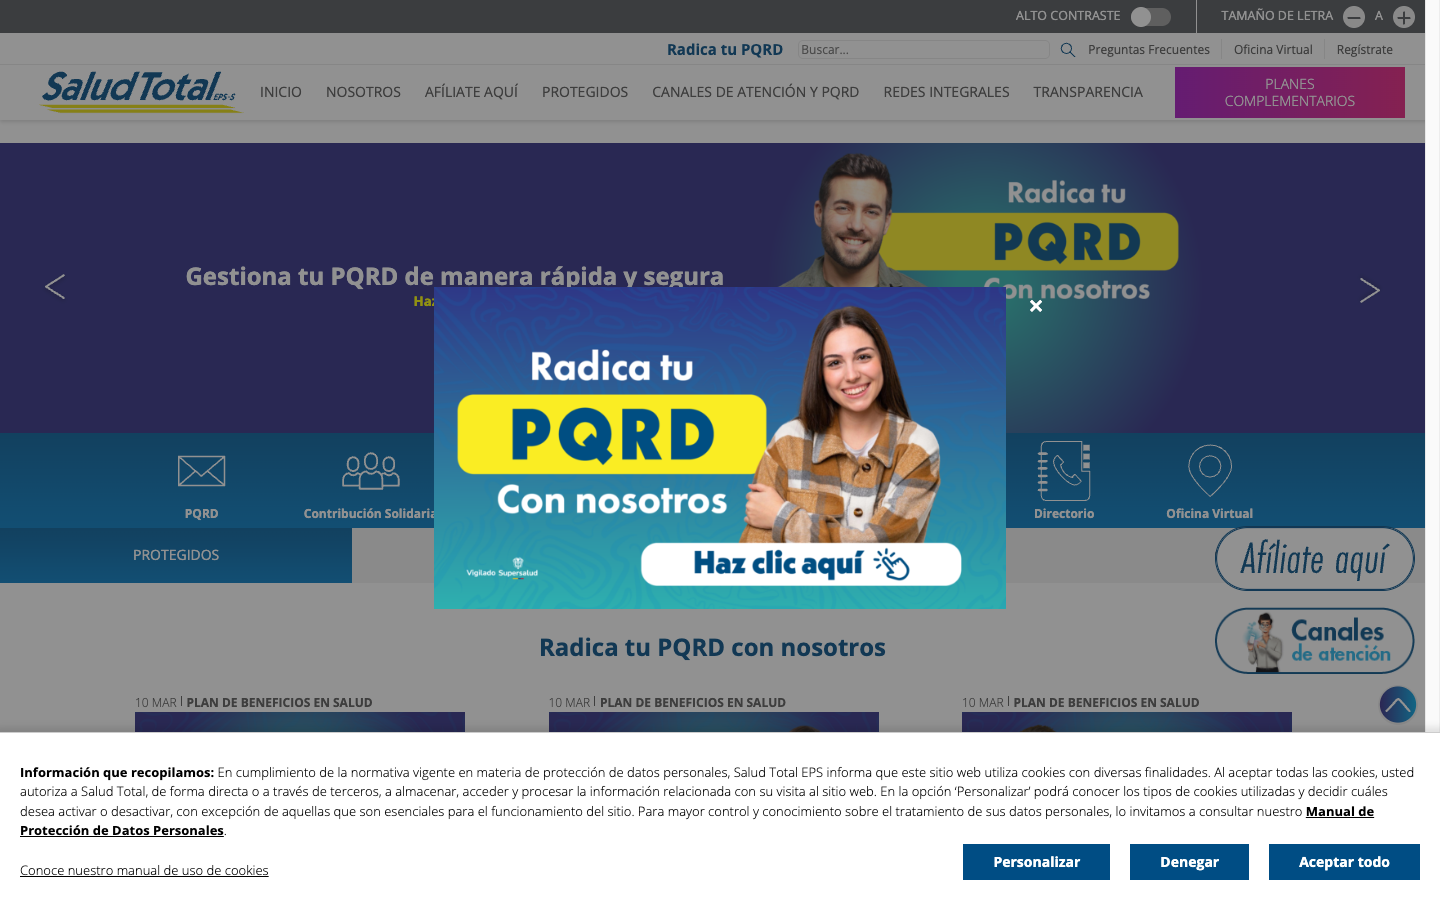 ALTO CONTRASTE
TAMAÑO DE LETRA
A
Radica tu PQRD
Buscar...
Preguntas Frecuentes
Oficina Virtual
Regístrate
Salud Total EPS-S
INICIO
NOSOTROS
AFÍLIATE AQUÍ
PROTEGIDOS
CANALES DE ATENCIÓN Y PQRD
REDES INTEGRALES
TRANSPARENCIA
PLANES
COMPLEMENTARIOS
Radica tu
PQRD
Con nosotros
Gestiona tu PQRD de manera rápida y segura
Radica tu
PQRD
Con nosotros
Haz clic aquí
Vigilado Supersalud
PQRD
Contribución Solidaria
Directorio
Oficina Virtual
PROTEGIDOS
Afíliate aquí
Canales
de atención
Radica tu PQRD con nosotros
10 MAR | PLAN DE BENEFICIOS EN SALUD
10 MAR | PLAN DE BENEFICIOS EN SALUD
10 MAR | PLAN DE BENEFICIOS EN SALUD
Información que recopilamos: En cumplimiento de la normativa vigente en materia de protección de datos personales, Salud Total EPS informa que este sitio web utiliza cookies con diversas finalidades. Al aceptar todas las cookies, usted
autoriza a Salud Total, de forma directa o a través de terceros, a almacenar, acceder y procesar la información relacionada con su visita al sitio web. En la opción ‘Personalizar’ podrá conocer los tipos de cookies utilizadas y decidir cuáles
desea activar o desactivar, con excepción de aquellas que son esenciales para el funcionamiento del sitio. Para mayor control y conocimiento sobre el tratamiento de sus datos personales, lo invitamos a consultar nuestro Manual de
Protección de Datos Personales.
Conoce nuestro manual de uso de cookies
Personalizar
Denegar
Aceptar todo